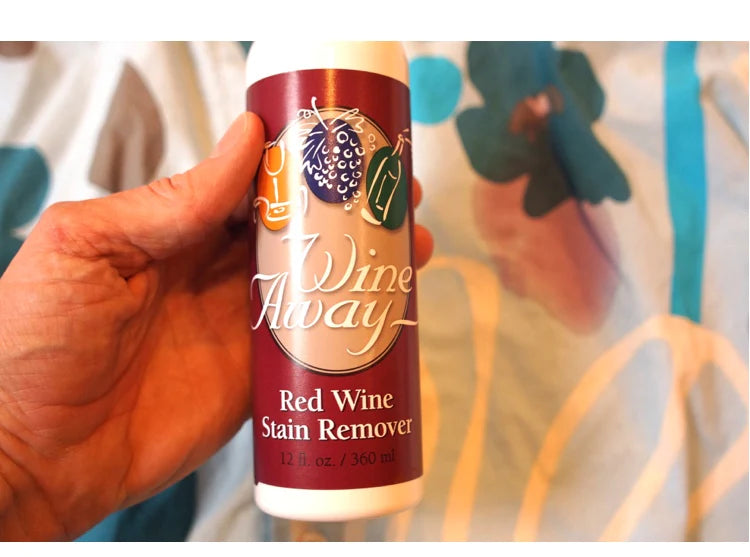 Wine
Away
Red Wine
Stain Remover
12 fl. oz. / 360 ml